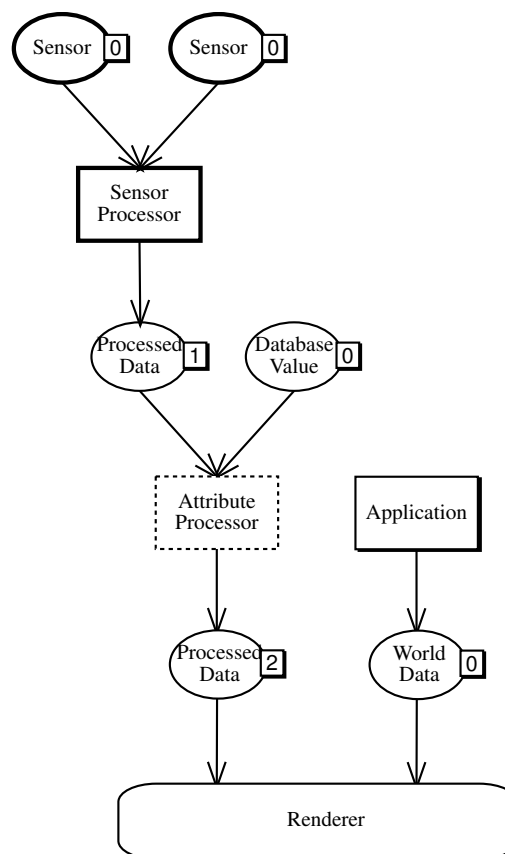 Sensor 0
Sensor 0
Sensor
Processor
Processed
Data 1
Database
Value 0
Attribute
Processor
Application
Processed
Data 2
World
Data 0
Renderer